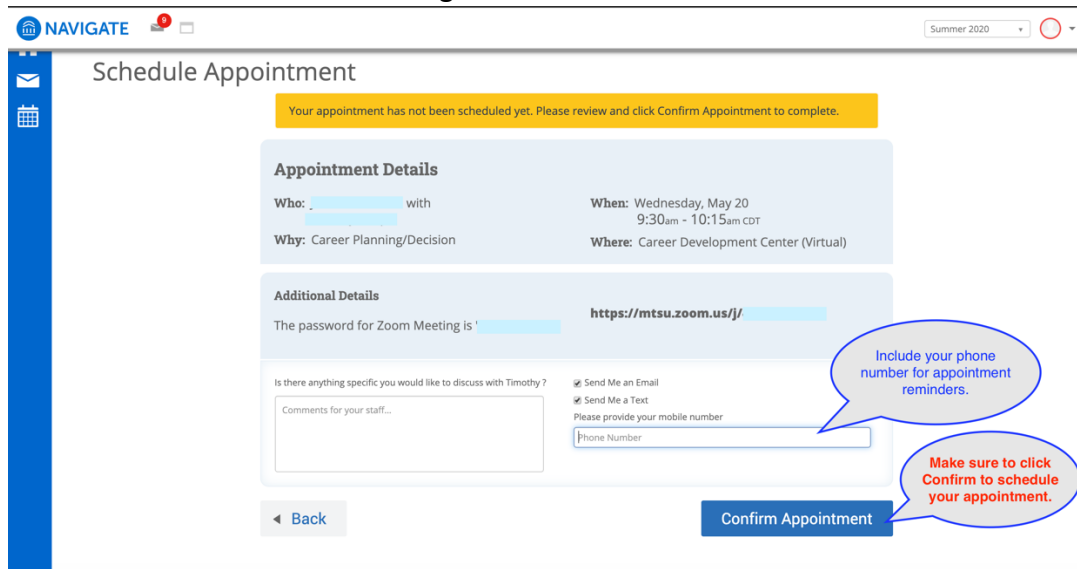 NAVIGATE
9
Summer 2020
Schedule Appointment
Your appointment has not been scheduled yet. Please review and click Confirm Appointment to complete.
Appointment Details
Who: with
Why: Career Planning/Decision
When: Wednesday, May 20
9:30am - 10:15am CDT
Where: Career Development Center (Virtual)
Additional Details
The password for Zoom Meeting is '
https://mtsu.zoom.us/j/
Is there anything specific you would like to discuss with Timothy ?
Comments for your staff...
Send Me an Email
Send Me a Text
Please provide your mobile number
Phone Number
Include your phone
number for appointment
reminders.
Make sure to click
Confirm to schedule
your appointment.
Back
Confirm Appointment